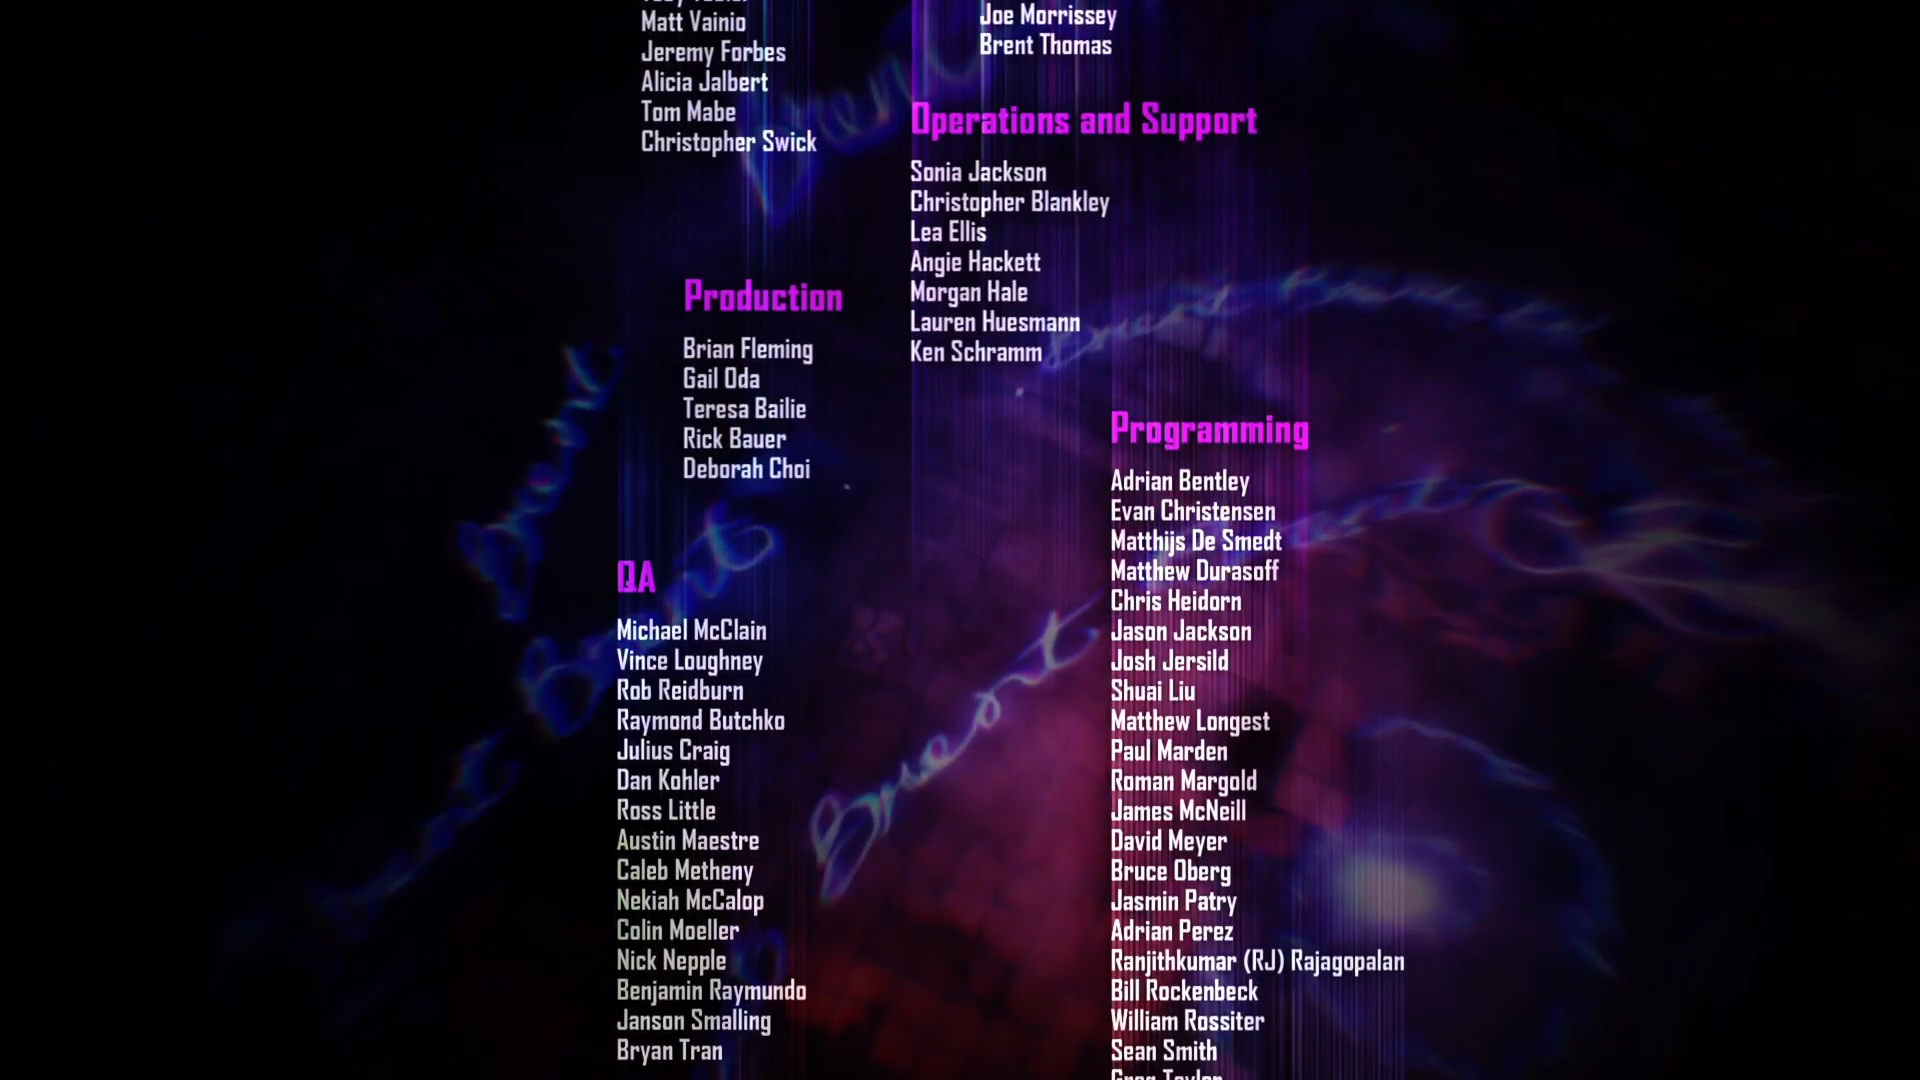 Matt Vainio
Jeremy Forbes
Alicia Jalbert
Tom Mabe
Christopher Swick
Joe Morrissey
Brent Thomas
Operations and Support
Sonia Jackson
Christopher Blankley
Lea Ellis
Angie Hackett
Morgan Hale
Lauren Huesmann
Ken Schramm
Production
Brian Fleming
Gail Oda
Teresa Bailie
Rick Bauer
Deborah Choi
QA
Michael McClain
Vince Loughney
Rob Reidburn
Raymond Butchko
Julius Craig
Dan Kohler
Ross Little
Austin Maestre
Caleb Metheny
Nekiah McCalop
Colin Moeller
Nick Nepple
Benjamin Raymundo
Janson Smalling
Bryan Tran
Programming
Adrian Bentley
Evan Christensen
Matthijs De Smedt
Matthew Durasoff
Chris Heidorn
Jason Jackson
Josh Jersild
Shuai Liu
Matthew Longest
Paul Marden
Roman Margold
James McNeill
David Meyer
Bruce Oberg
Jasmin Patry
Adrian Perez
Ranjithkumar (RJ) Rajagopalan
Bill Rockenbeck
William Rossiter
Sean Smith
Brent
Brent
Brent